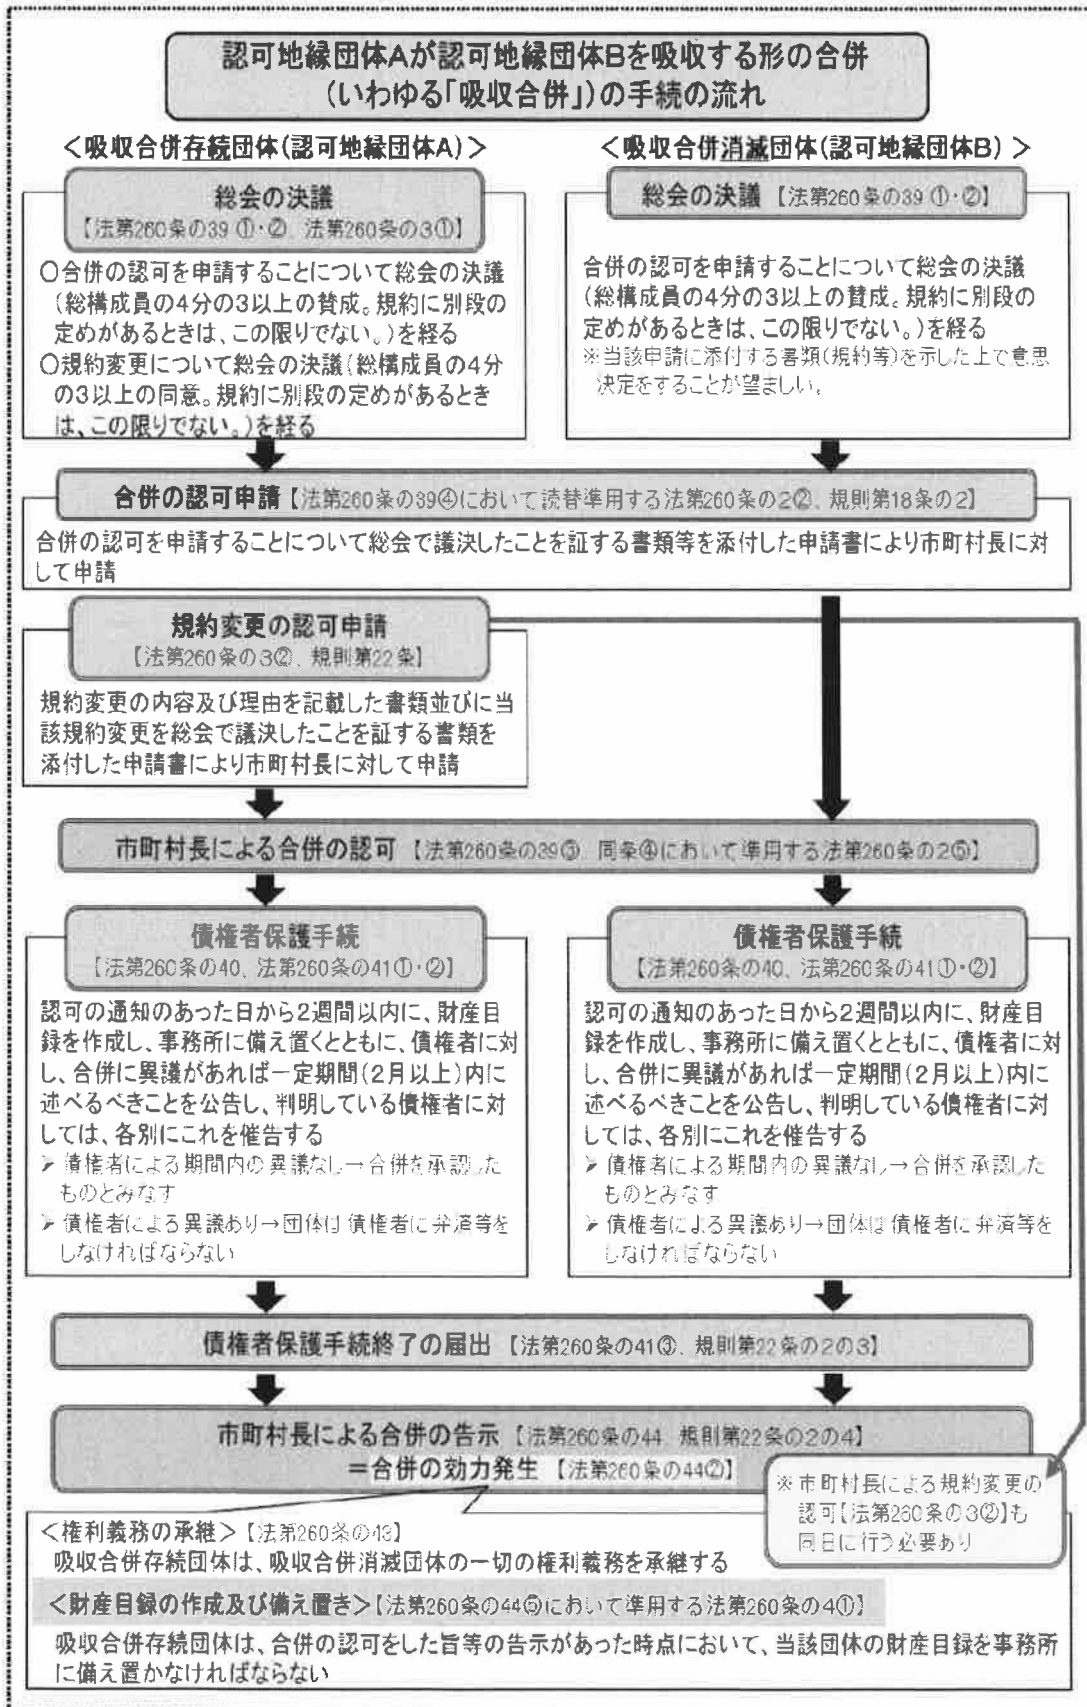 認可地縁団体Aが認可地縁団体Bを吸収する形の合併
(いわゆる「吸収合併」)の手続の流れ
＜吸収合併存続団体(認可地縁団体A)＞
総会の決議
【法第260条の39 ①・②、法第260条の3①】
○合併の認可を申請することについて総会の決議
(総構成員の4分の3以上の賛成。規約に別段の
定めがあるときは、この限りでない。)を経る
○規約変更について総会の決議(総構成員の4分
の3以上の同意。規約に別段の定めがあるとき
は、この限りでない。)を経る
＜吸収合併消滅団体(認可地縁団体B) ＞
総会の決議 【法第260条の39 ①・②】
合併の認可を申請することについて総会の決議
(総構成員の4分の3以上の賛成。規約に別段の
定めがあるときは、この限りでない。)を経る
※当該申請に添付する書類(規約等)を示した上で意思
決定をすることが望ましい。
合併の認可申請【法第260条の39④において読替準用する法第260条の2②、規則第18条の2】
合併の認可を申請することについて総会で議決したことを証する書類等を添付した申請書により市町村長に対
して申請
規約変更の認可申請
【法第260条の3②、規則第22条】
規約変更の内容及び理由を記載した書類並びに当
該規約変更を総会で議決したことを証する書類を
添付した申請書により市町村長に対して申請
市町村長による合併の認可 【法第260条の39③、同条④において準用する法第260条の2⑤】
債権者保護手続
【法第260条の40、法第260条の41①・②】
認可の通知のあった日から2週間以内に、財産目
録を作成し、事務所に備え置くとともに、債権者に対
し、合併に異議があれば一定期間(2月以上)内に
述べるべきことを公告し、判明している債権者に対
しては、各別にこれを催告する
➢ 債権者による期間内の異議なし→合併を承認した
ものとみなす
➢ 債権者による異議あり→団体は債権者に弁済等を
しなければならない
債権者保護手続
【法第260条の40、法第260条の41①・②】
認可の通知のあった日から2週間以内に、財産目
録を作成し、事務所に備え置くとともに、債権者に対
し、合併に異議があれば一定期間(2月以上)内に
述べるべきことを公告し、判明している債権者に対
しては、各別にこれを催告する
➢ 債権者による期間内の異議なし→合併を承認した
ものとみなす
➢ 債権者による異議あり→団体は債権者に弁済等を
しなければならない
債権者保護手続終了の届出 【法第260条の41③、規則第22条の2の3】
市町村長による合併の告示 【法第260条の44、規則第22条の2の4】
＝合併の効力発生 【法第260条の44②】
※市町村長による規約変更の
認可【法第260条の3②】も
同日に行う必要あり
＜権利義務の承継＞【法第260条の43】
吸収合併存続団体は、吸収合併消滅団体の一切の権利義務を承継する
＜財産目録の作成及び備え置き＞【法第260条の44⑤において準用する法第260条の4①】
吸収合併存続団体は、合併の認可をした旨等の告示があった時点において、当該団体の財産目録を事務所
に備え置かなければならない